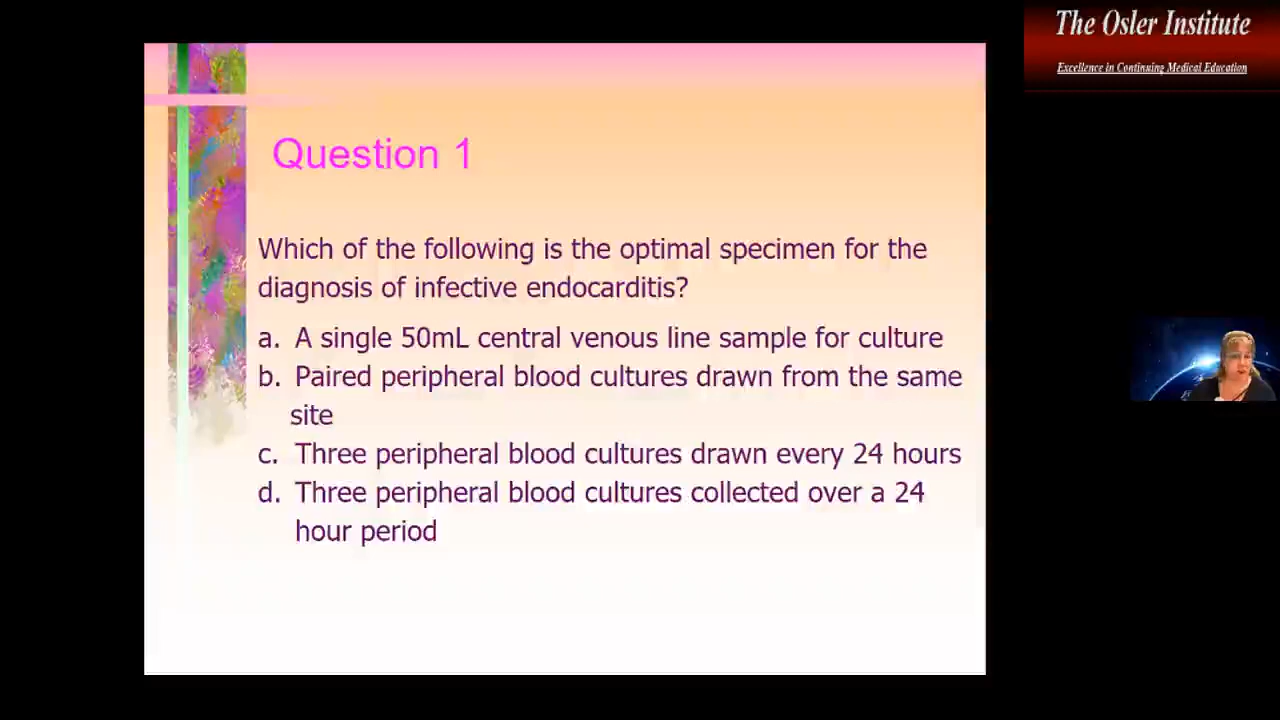 The Osler Institute
Excellence in Continuing Medical Education
Question 1
Which of the following is the optimal specimen for the
diagnosis of infective endocarditis?
a. A single 50mL central venous line sample for culture
b. Paired peripheral blood cultures drawn from the same
site
c. Three peripheral blood cultures drawn every 24 hours
d. Three peripheral blood cultures collected over a 24
hour period